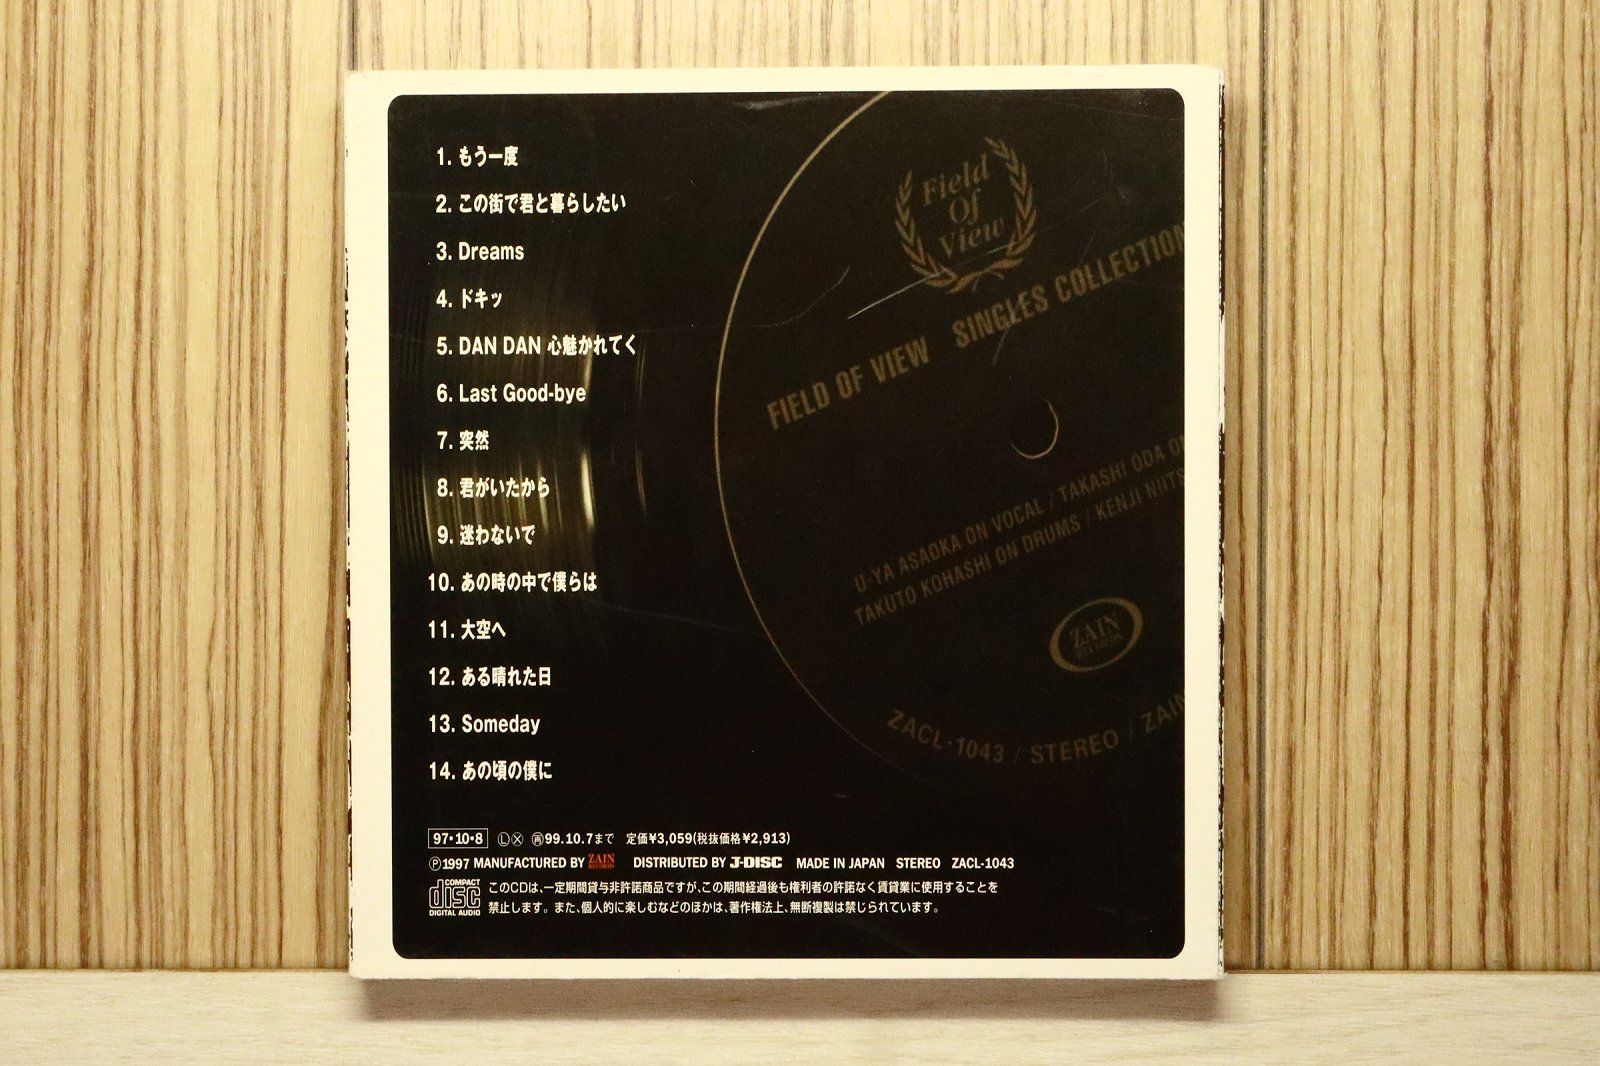 1. もう一度
2. この街で君と暮らしたい
3. Dreams
4. ドキッ
5. DAN DAN 心魅かれてく
6. Last Good-bye
7. 突然
8. 君がいたから
9. 迷わないで
10. あの時の中で僕らは
11. 大空へ
12. ある晴れた日
13. Someday
14. あの頃の僕に
Field
Of
View
FIELD OF VIEW SINGLES COLLECTION
U-YA ASAOKA ON VOCAL / TAKASHI ODA ON
TAKUTO KOHASHI ON DRUMS / KENJI NIITS
ZAIN
RECORDS
ZACL-1043 / STEREO / ZAIN
97・10・8 Ⓛ Ⓧ ㊞99.10.7まで 定価¥3,059(税抜価格¥2,913)
Ⓟ1997 MANUFACTURED BY ZAIN RECORDS DISTRIBUTED BY J-DISC MADE IN JAPAN STEREO ZACL-1043
COMPACT
disc
DIGITAL AUDIO
このCDは、一定期間貸与非許諾商品ですが、この期間経過後も権利者の許諾なく賃貸業に使用することを
禁止します。また、個人的に楽しむなどのほかは、著作権法上、無断複製は禁じられています。